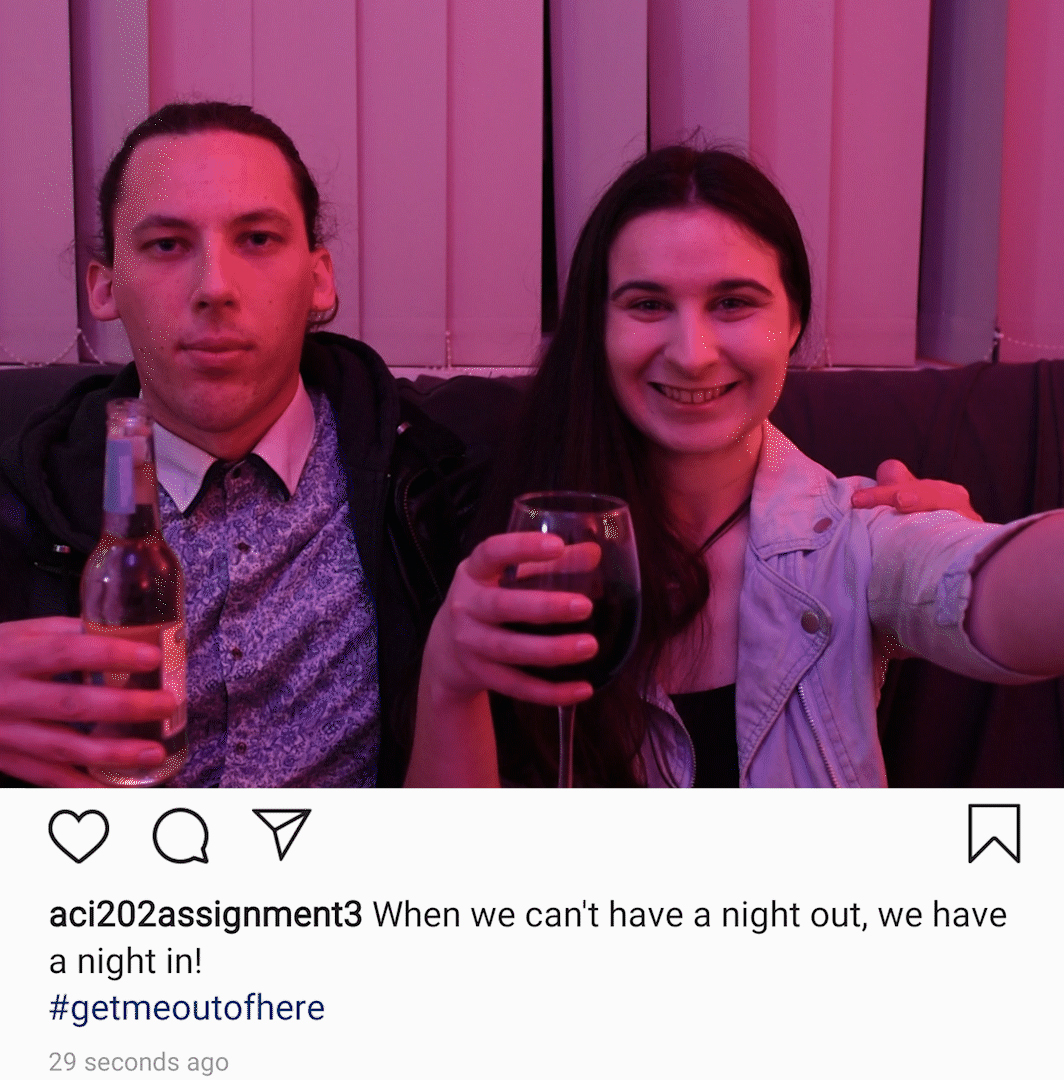 aci202assignment3 When we can't have a night out, we have
a night in!
#getmeoutofhere
29 seconds ago